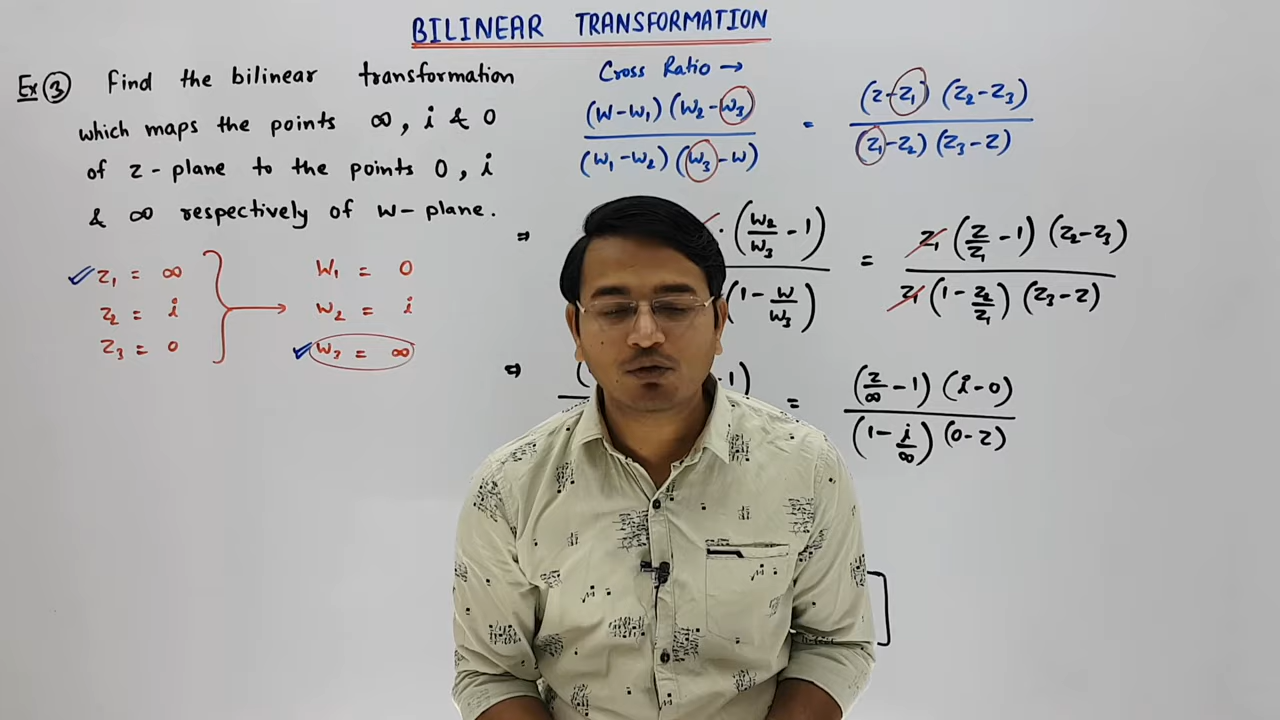 BILINEAR TRANSFORMATION
Ex ③ Find the bilinear transformation
which maps the points ∞, i & 0
of z-plane to the points 0, i
& ∞ respectively of w-plane.
z₁ = ∞
z₂ = i
z₃ = 0
w₁ = 0
w₂ = i
w₃ = ∞
Cross Ratio →
(w-w₁) (w₂-w₃) / (w₁-w₂) (w₃-w) = (z-z₁) (z₂-z₃) / (z₁-z₂) (z₃-z)
⇒ · (w₂/w₃ - 1) / (1 - w/w₃) = z₁ (z/z₁ - 1) (z₂-z₃) / z₁ (1 - z₂/z₁) (z₃-z)
⇒ ( -1) = (z/∞ - 1) (i-0) / (1 - i/∞) (0-z)